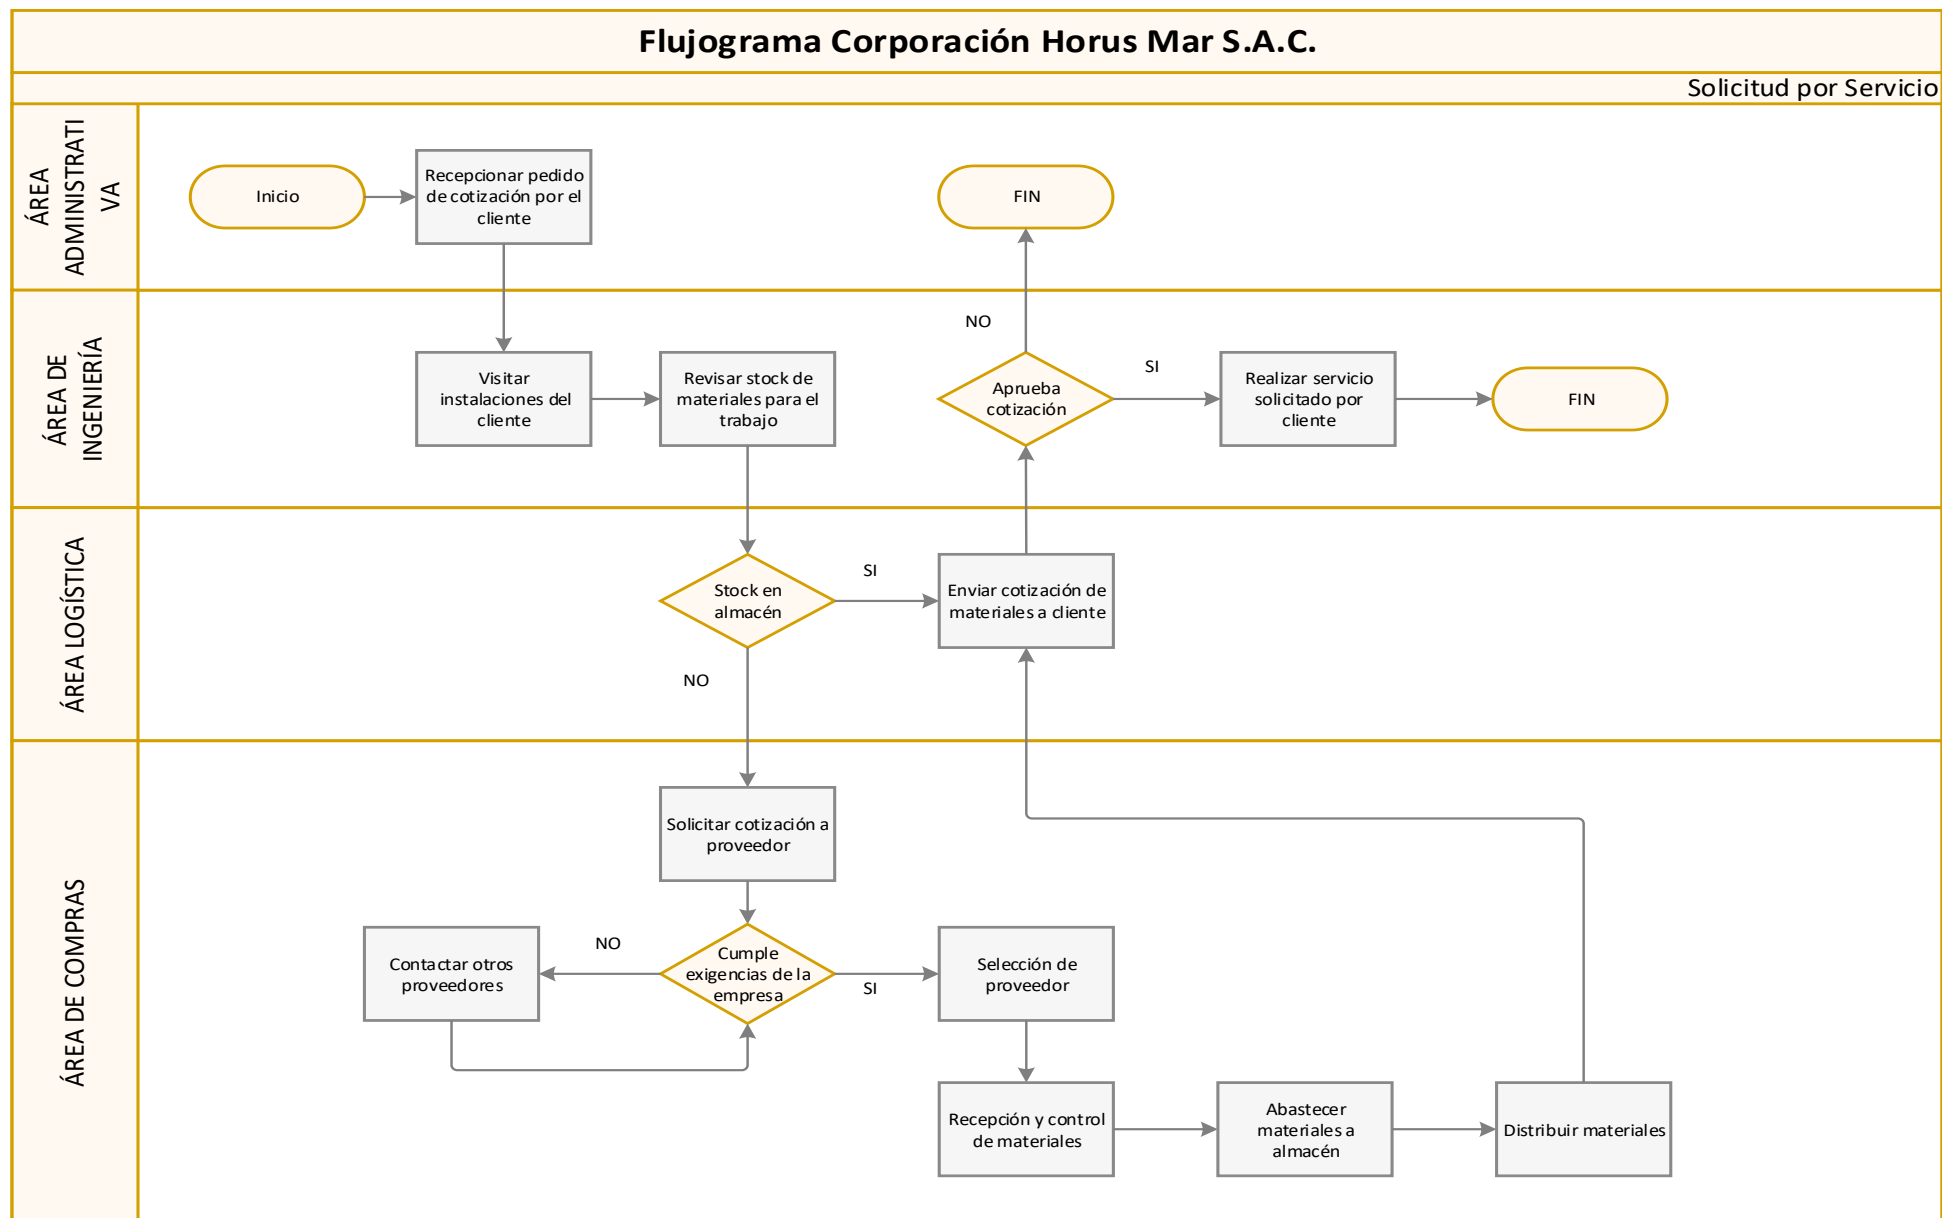 Flujograma Corporación Horus Mar S.A.C.
Solicitud por Servicio
ÁREA
ADMINISTRATI
VA
Inicio
Recepcionar pedido
de cotización por el
cliente
FIN
ÁREA DE
INGENIERÍA
Visitar
instalaciones del
cliente
Revisar stock de
materiales para el
trabajo
NO
Aprueba
cotización
SI
Realizar servicio
solicitado por
cliente
FIN
ÁREA LOGÍSTICA
Stock en
almacén
SI
Enviar cotización de
materiales a cliente
NO
ÁREA DE COMPRAS
Solicitar cotización a
proveedor
Contactar otros
proveedores
NO
Cumple
exigencias de la
empresa
SI
Selección de
proveedor
Recepción y control
de materiales
Abastecer
materiales a
almacén
Distribuir materiales